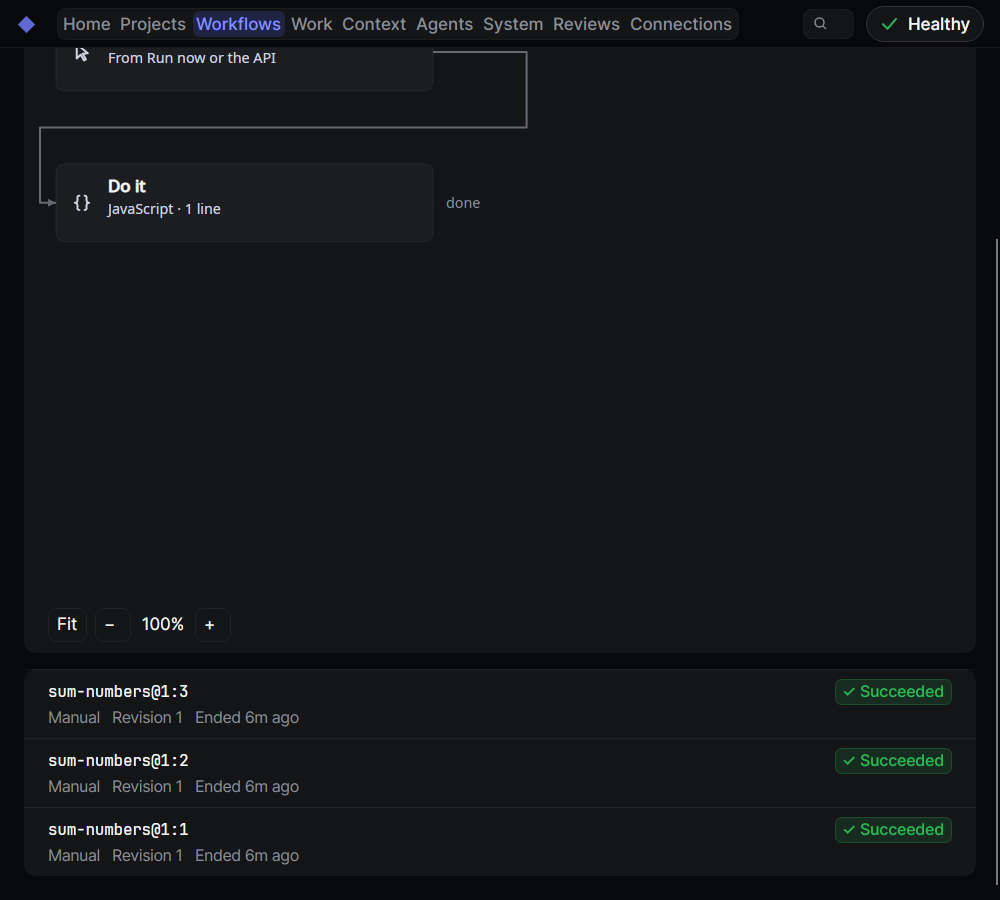 Home Projects Workflows Work Context Agents System Reviews Connections Healthy
From Run now or the API
Do it
JavaScript · 1 line
done
Fit − 100% +
sum-numbers@1:3 Succeeded
Manual Revision 1 Ended 6m ago
sum-numbers@1:2 Succeeded
Manual Revision 1 Ended 6m ago
sum-numbers@1:1 Succeeded
Manual Revision 1 Ended 6m ago